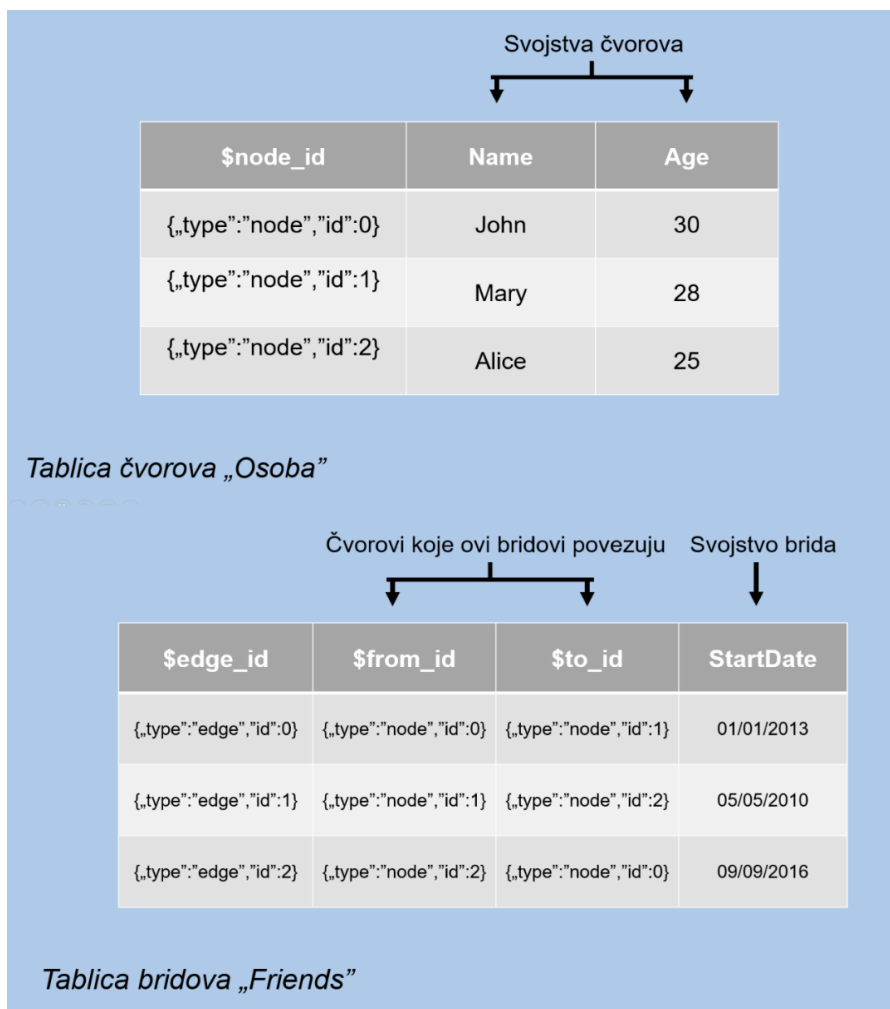 Svojstva čvorova
$node_id Name Age
{„type”:”node”,”id”:0} John 30
{„type”:”node”,”id”:1} Mary 28
{„type”:”node”,”id”:2} Alice 25
Tablica čvorova „Osoba”
Čvorovi koje ovi bridovi povezuju Svojstvo brida
$edge_id $from_id $to_id StartDate
{„type”:”edge”,”id”:0} {„type”:”node”,”id”:0} {„type”:”node”,”id”:1} 01/01/2013
{„type”:”edge”,”id”:1} {„type”:”node”,”id”:1} {„type”:”node”,”id”:2} 05/05/2010
{„type”:”edge”,”id”:2} {„type”:”node”,”id”:2} {„type”:”node”,”id”:0} 09/09/2016
Tablica bridova „Friends”